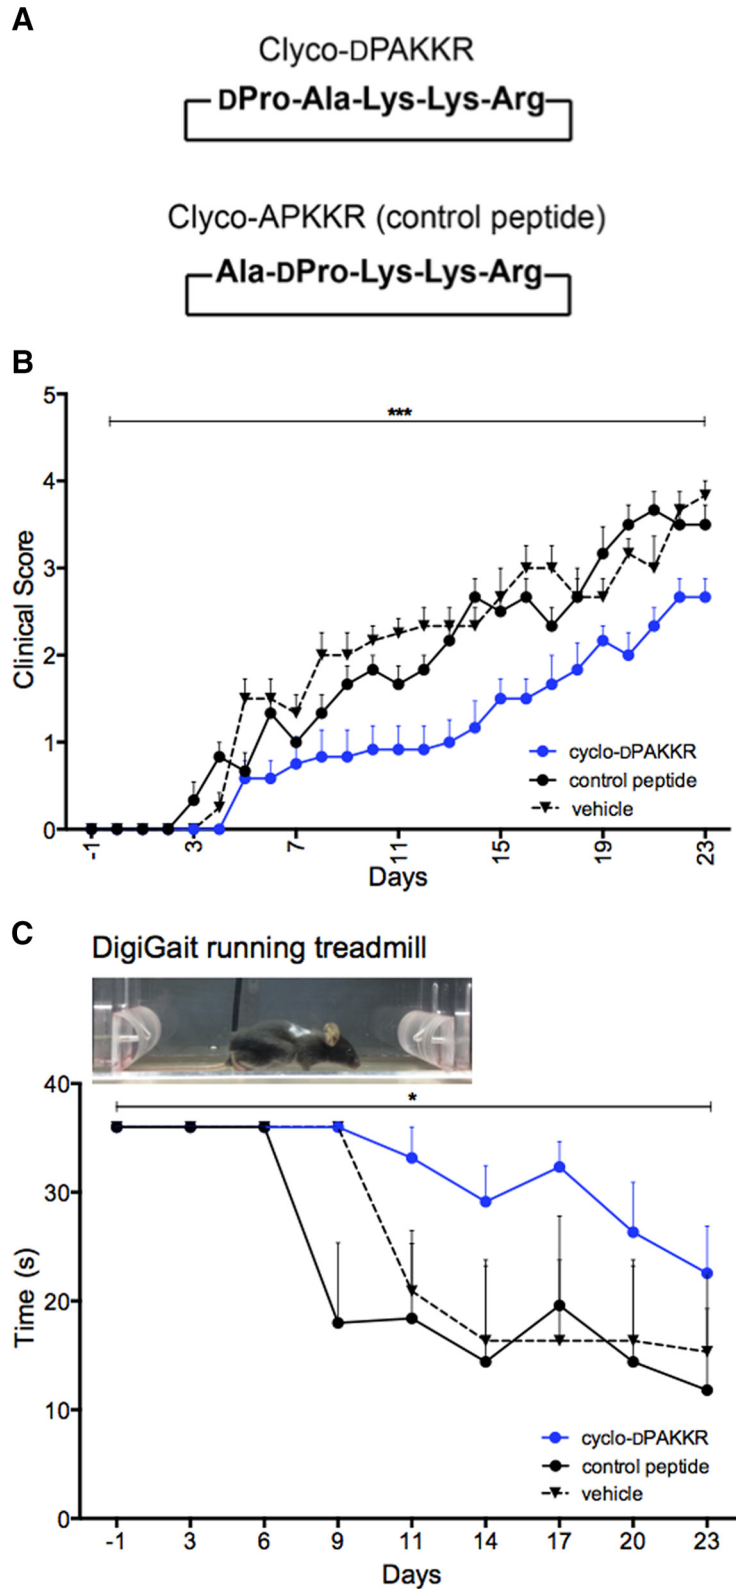 A
Clyco-DPAKKR
DPro-Ala-Lys-Lys-Arg
Clyco-APKKR (control peptide)
Ala-DPro-Lys-Lys-Arg
B
***
5
4
3
2
1
0
Clinical Score
-1 3 7 11 15 19 23
Days
cyclo-DPAKKR
control peptide
vehicle
C
DigiGait running treadmill
*
40
30
20
10
0
Time (s)
-1 3 6 9 11 14 17 20 23
Days
cyclo-DPAKKR
control peptide
vehicle